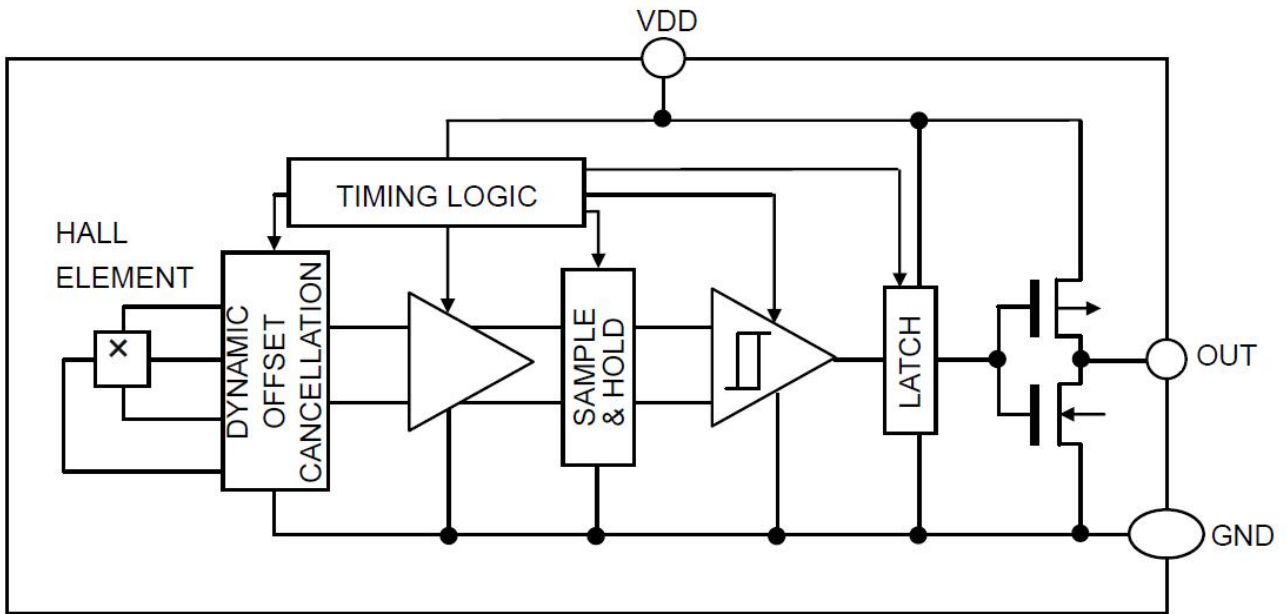 VDD
TIMING LOGIC
HALL
ELEMENT
DYNAMIC
OFFSET
CANCELLATION
SAMPLE
& HOLD
LATCH
OUT
GND